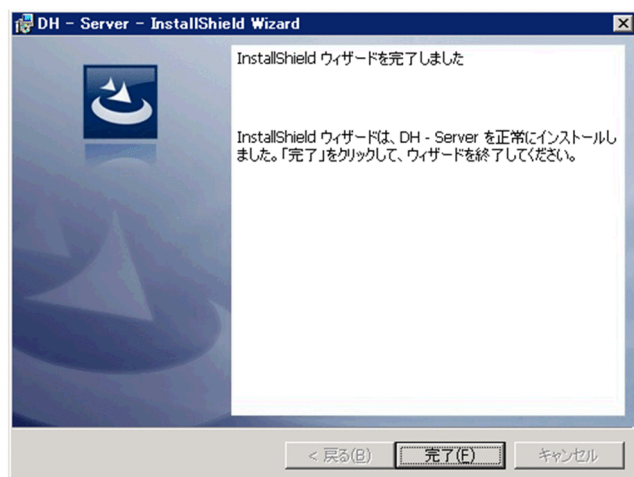 DH - Server - InstallShield Wizard
InstallShield ウィザードを完了しました
InstallShield ウィザードは、DH - Server を正常にインストールし
ました。「完了」をクリックして、ウィザードを終了してください。
< 戻る(B)
完了(F)
キャンセル